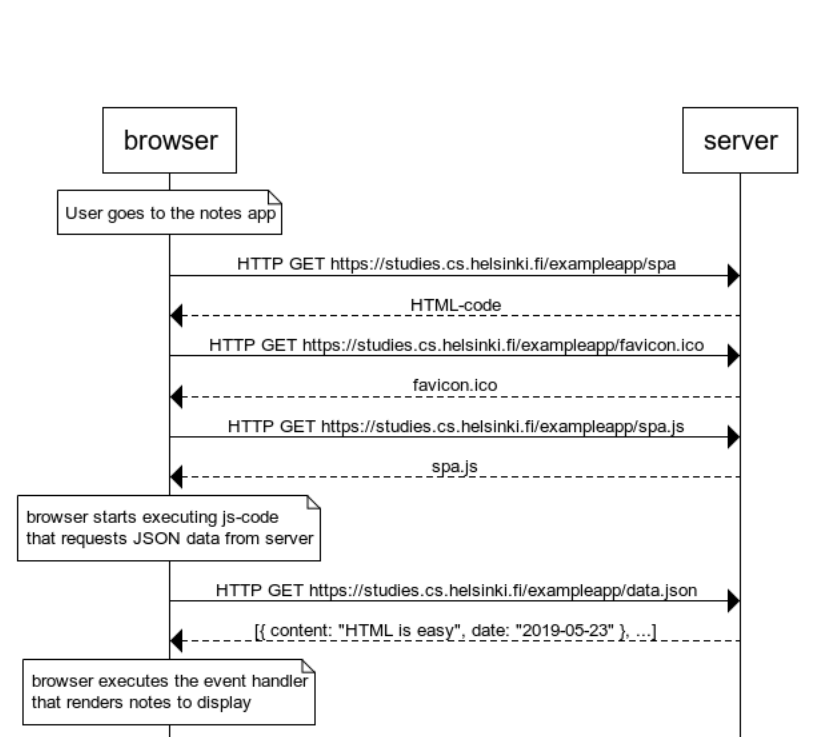 browser
server
User goes to the notes app
HTTP GET https://studies.cs.helsinki.fi/exampleapp/spa
HTML-code
HTTP GET https://studies.cs.helsinki.fi/exampleapp/favicon.ico
favicon.ico
HTTP GET https://studies.cs.helsinki.fi/exampleapp/spa.js
spa.js
browser starts executing js-code
that requests JSON data from server
HTTP GET https://studies.cs.helsinki.fi/exampleapp/data.json
[{ content: "HTML is easy", date: "2019-05-23" }, ...]
browser executes the event handler
that renders notes to display